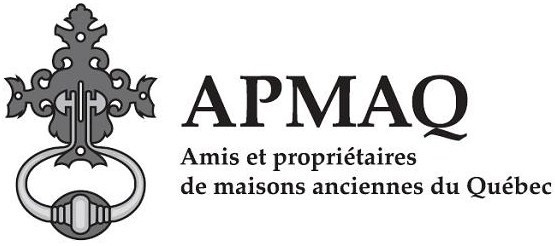 APMAQ
Amis et propriétaires
de maisons anciennes du Québec